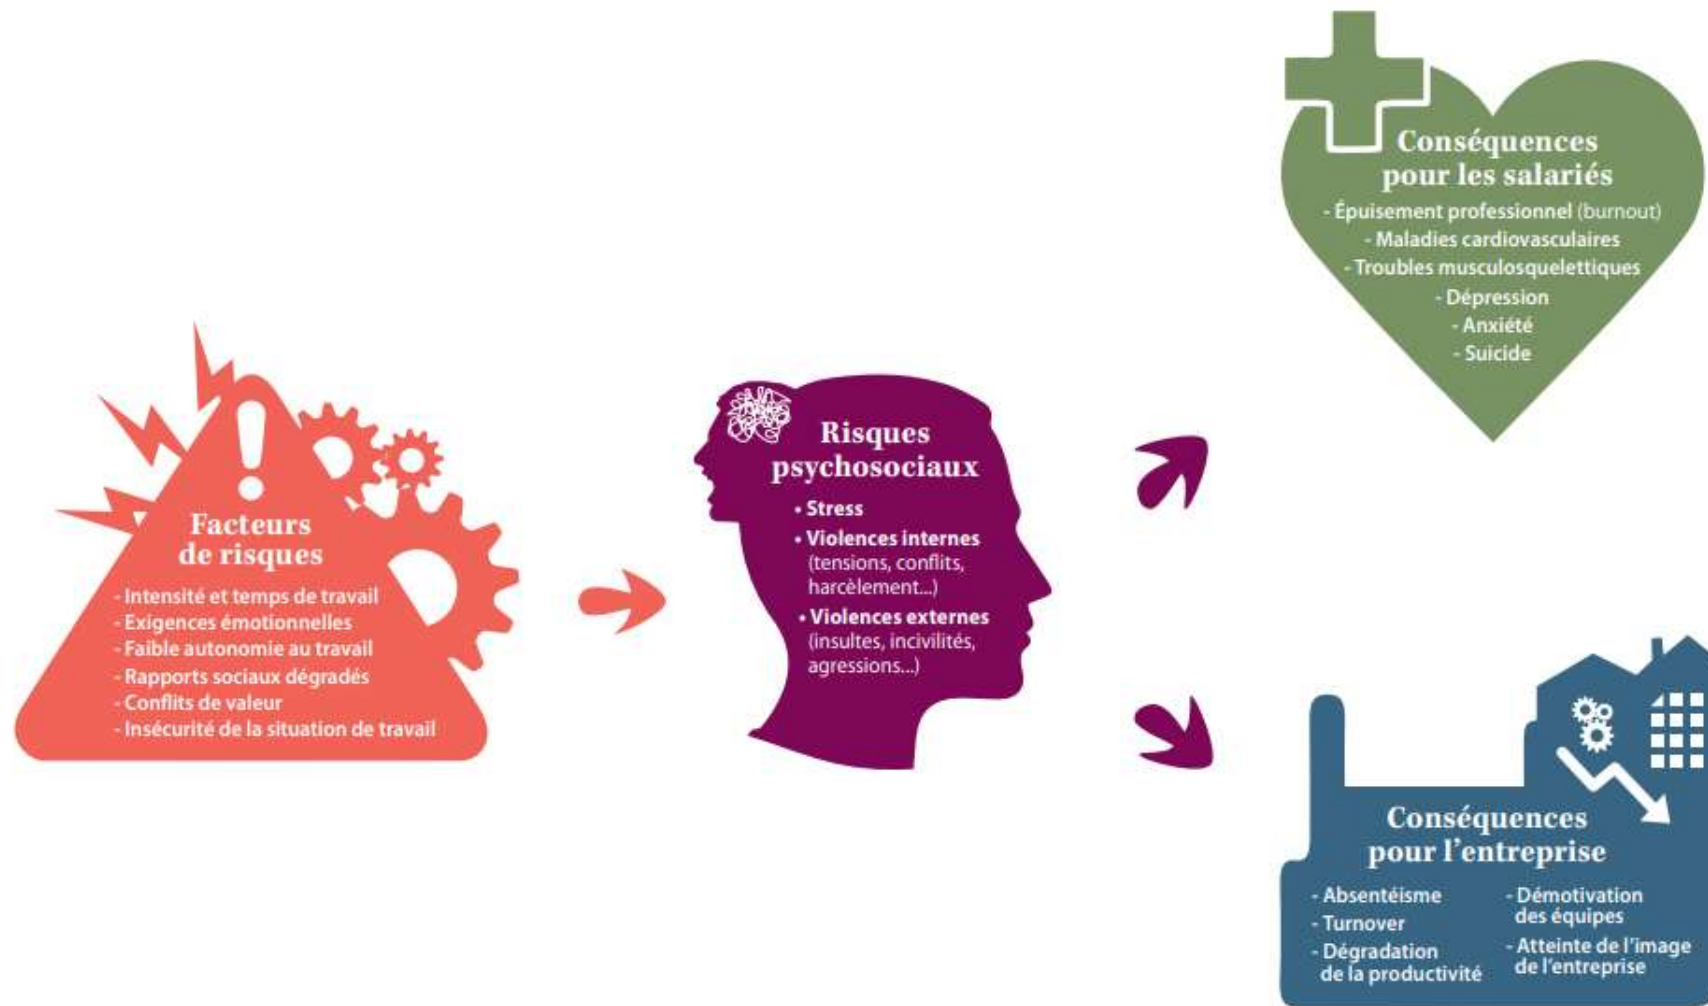 Facteurs
de risques
- Intensité et temps de travail
- Exigences émotionnelles
- Faible autonomie au travail
- Rapports sociaux dégradés
- Conflits de valeur
- Insécurité de la situation de travail
Risques
psychosociaux
• Stress
• Violences internes
(tensions, conflits,
harcèlement...)
• Violences externes
(insultes, incivilités,
agressions...)
Conséquences
pour les salariés
- Épuisement professionnel (burnout)
- Maladies cardiovasculaires
- Troubles musculosquelettiques
- Dépression
- Anxiété
- Suicide
Conséquences
pour l'entreprise
- Absentéisme
- Turnover
- Dégradation
de la productivité
- Démotivation
des équipes
- Atteinte de l'image
de l'entreprise